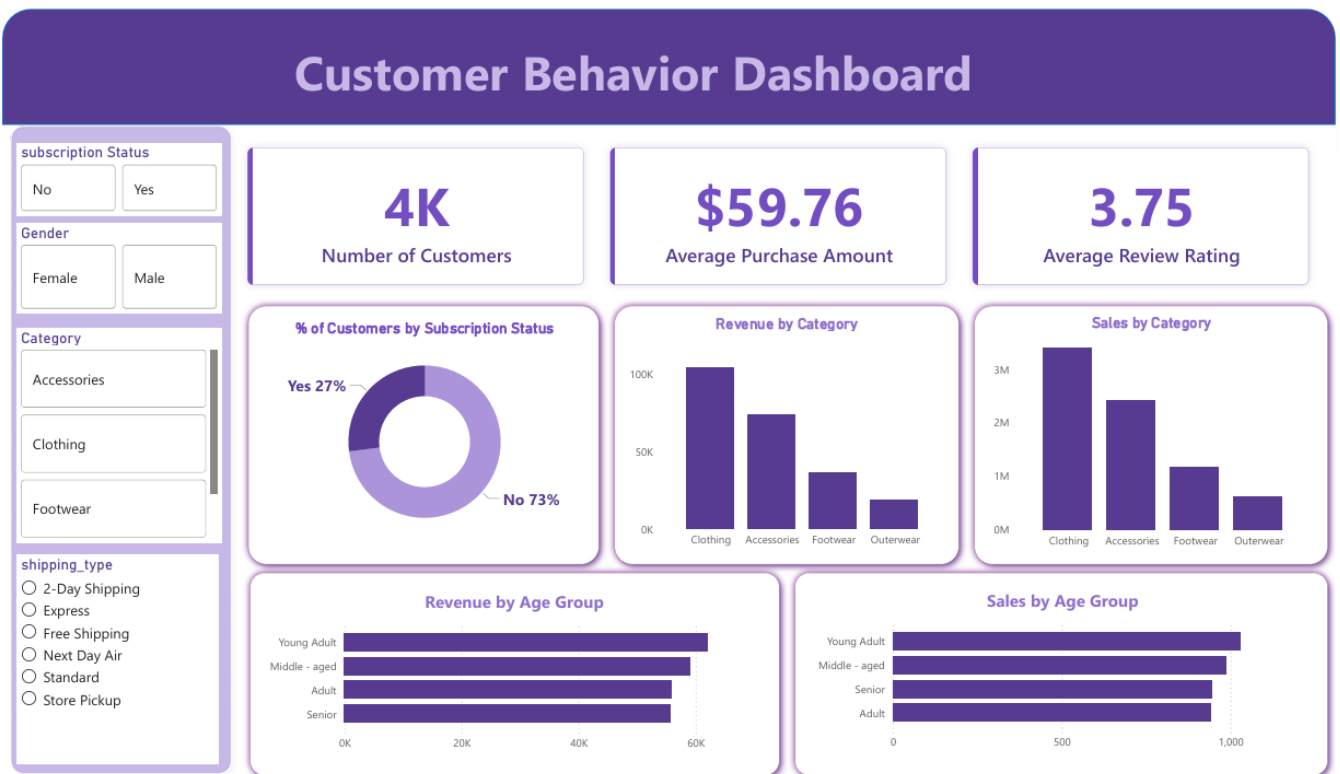 Customer Behavior Dashboard
subscription Status
No
Yes
Gender
Female
Male
Category
Accessories
Clothing
Footwear
shipping_type
2-Day Shipping
Express
Free Shipping
Next Day Air
Standard
Store Pickup
4K
Number of Customers
$59.76
Average Purchase Amount
3.75
Average Review Rating
% of Customers by Subscription Status
Yes 27%
No 73%
Revenue by Category
100K
50K
0K
Clothing
Accessories
Footwear
Outerwear
Sales by Category
3M
2M
1M
0M
Clothing
Accessories
Footwear
Outerwear
Revenue by Age Group
Young Adult
Middle - aged
Adult
Senior
0K
20K
40K
60K
Sales by Age Group
Young Adult
Middle - aged
Senior
Adult
0
500
1,000